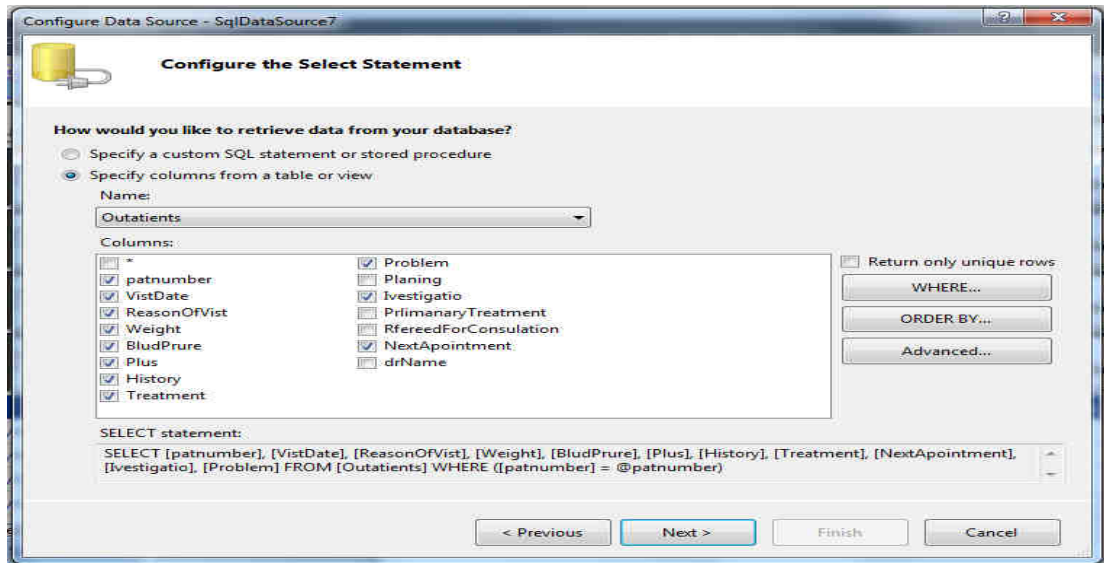 Configure Data Source - SqlDataSource7
Configure the Select Statement
How would you like to retrieve data from your database?
Specify a custom SQL statement or stored procedure
Specify columns from a table or view
Name:
Outatients
Columns:
*
patnumber
VistDate
ReasonOfVist
Weight
BludPrure
Plus
History
Treatment
Problem
Planing
Ivestigatio
PrlimanaryTreatment
RfereedForConsulation
NextApointment
drName
Return only unique rows
WHERE...
ORDER BY...
Advanced...
SELECT statement:
SELECT [patnumber], [VistDate], [ReasonOfVist], [Weight], [BludPrure], [Plus], [History], [Treatment], [NextApointment],
[Ivestigatio], [Problem] FROM [Outatients] WHERE ([patnumber] = @patnumber)
< Previous
Next >
Finish
Cancel